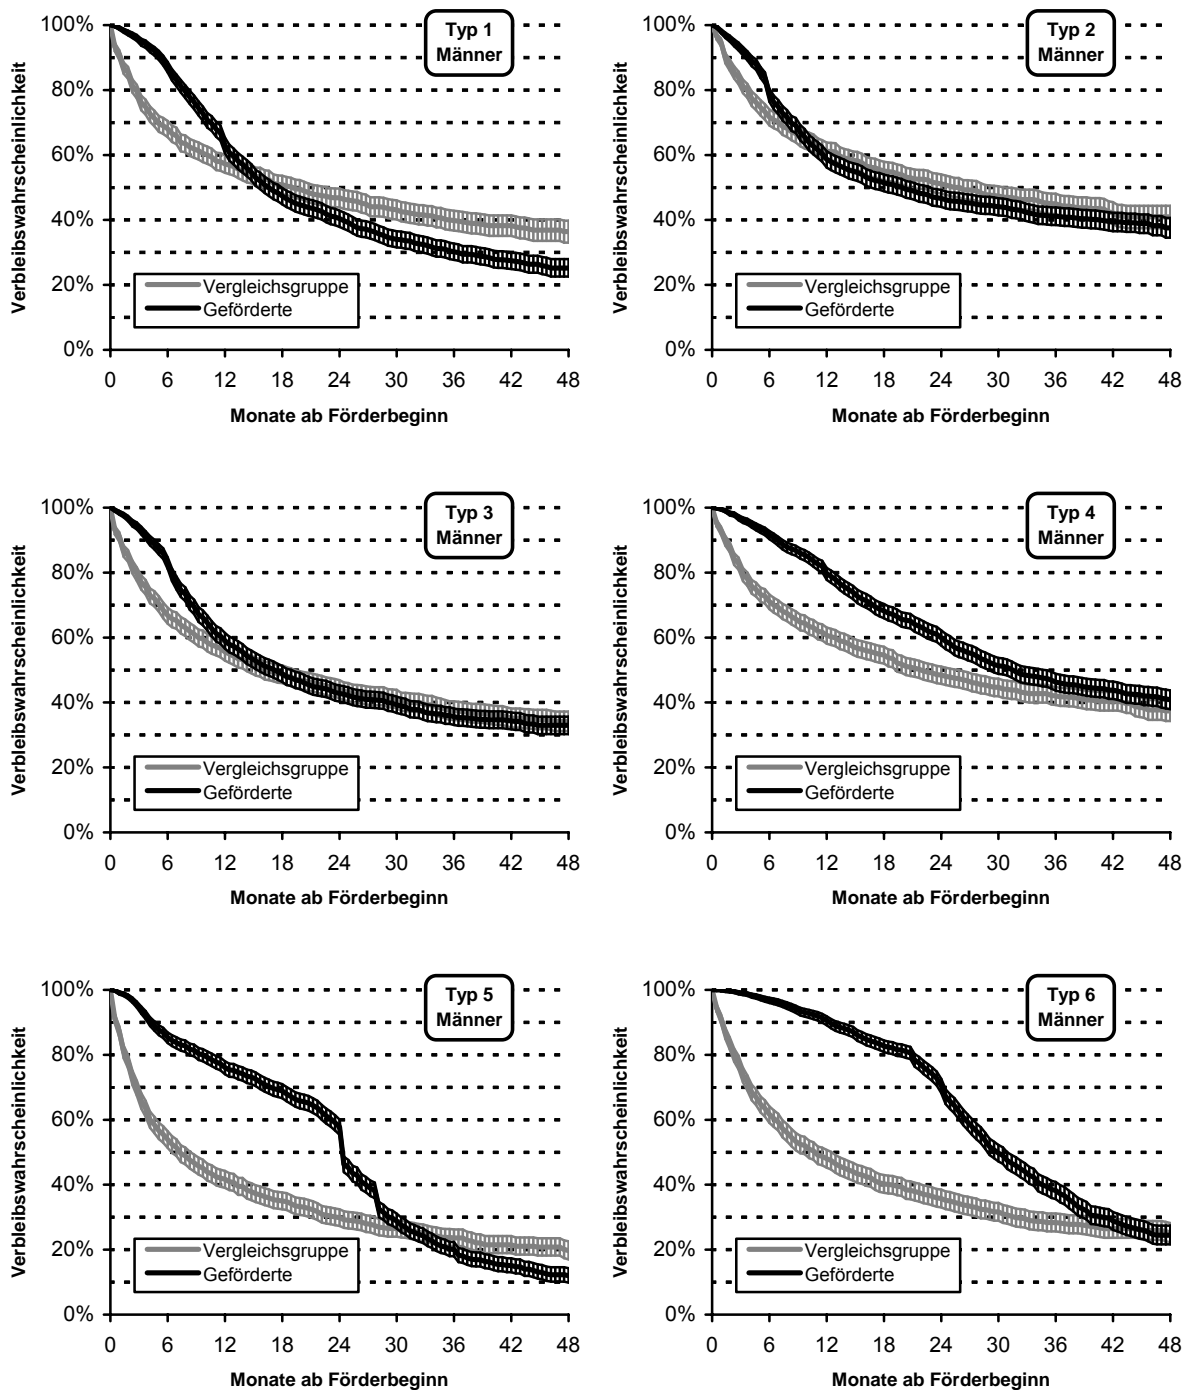 Typ 1
Männer
Verbleibswahrscheinlichkeit
100%
80%
60%
40%
20%
0%
Vergleichsgruppe
Geförderte
0 6 12 18 24 30 36 42 48
Monate ab Förderbeginn
Typ 2
Männer
Verbleibswahrscheinlichkeit
100%
80%
60%
40%
20%
0%
Vergleichsgruppe
Geförderte
0 6 12 18 24 30 36 42 48
Monate ab Förderbeginn
Typ 3
Männer
Verbleibswahrscheinlichkeit
100%
80%
60%
40%
20%
0%
Vergleichsgruppe
Geförderte
0 6 12 18 24 30 36 42 48
Monate ab Förderbeginn
Typ 4
Männer
Verbleibswahrscheinlichkeit
100%
80%
60%
40%
20%
0%
Vergleichsgruppe
Geförderte
0 6 12 18 24 30 36 42 48
Monate ab Förderbeginn
Typ 5
Männer
Verbleibswahrscheinlichkeit
100%
80%
60%
40%
20%
0%
Vergleichsgruppe
Geförderte
0 6 12 18 24 30 36 42 48
Monate ab Förderbeginn
Typ 6
Männer
Verbleibswahrscheinlichkeit
100%
80%
60%
40%
20%
0%
Vergleichsgruppe
Geförderte
0 6 12 18 24 30 36 42 48
Monate ab Förderbeginn